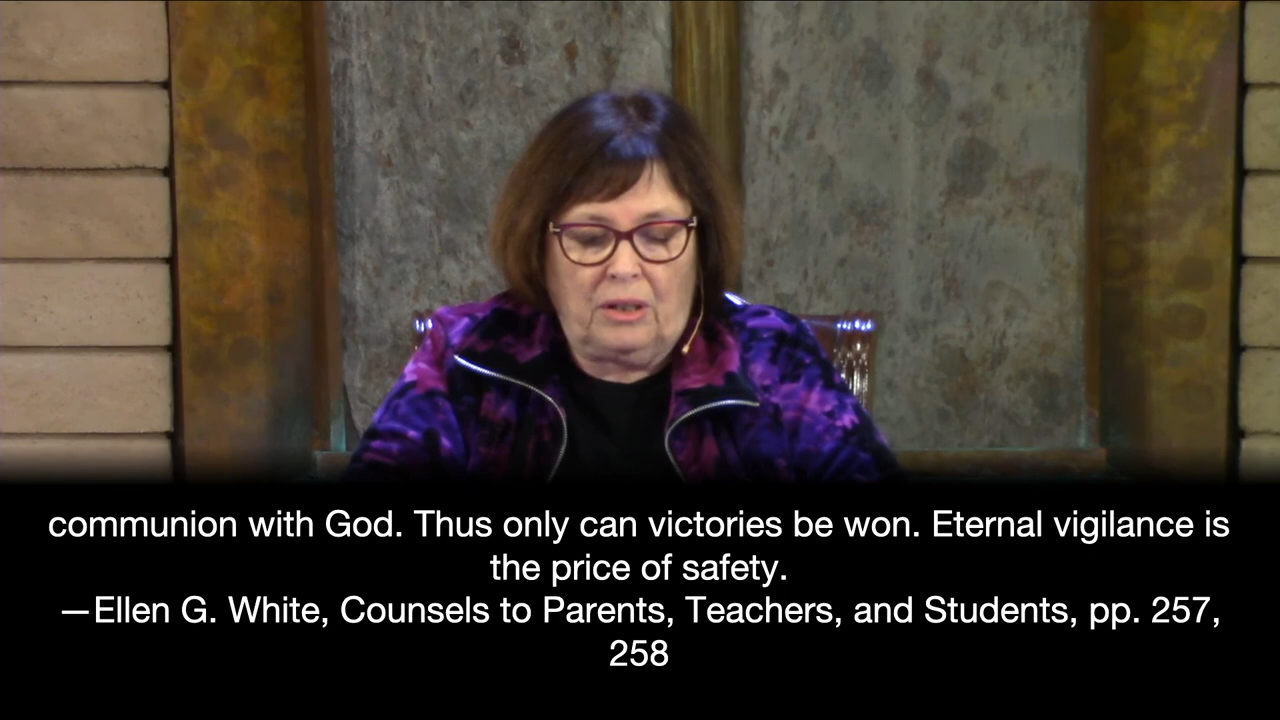 communion with God. Thus only can victories be won. Eternal vigilance is
the price of safety.
—Ellen G. White, Counsels to Parents, Teachers, and Students, pp. 257,
258